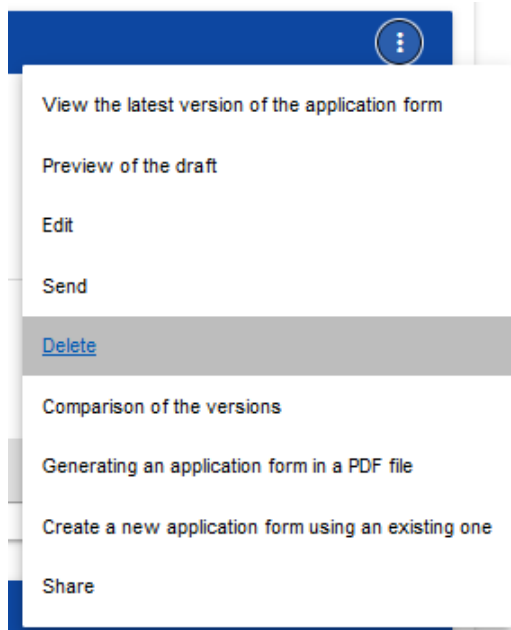 View the latest version of the application form
Preview of the draft
Edit
Send
Delete
Comparison of the versions
Generating an application form in a PDF file
Create a new application form using an existing one
Share